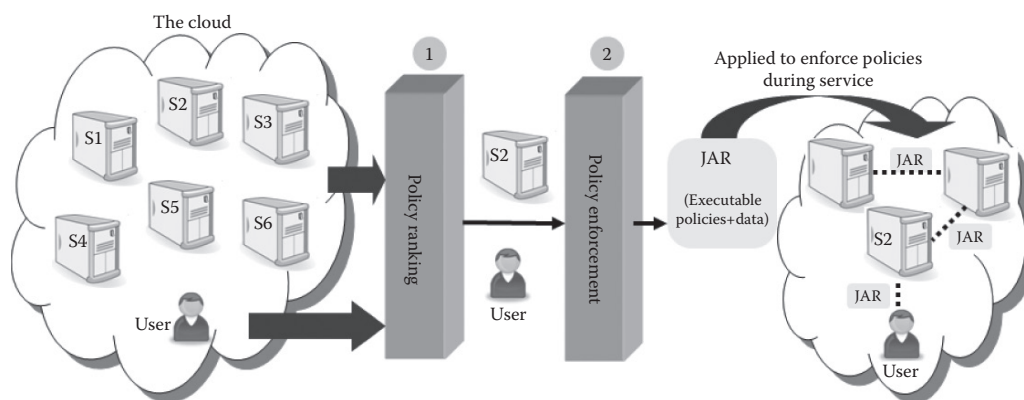 The cloud
S1
S2
S3
S4
S5
S6
User
1
Policy ranking
S2
User
2
Policy enforcement
JAR
(Executable
policies+data)
Applied to enforce policies
during service
JAR
S2
JAR
JAR
User